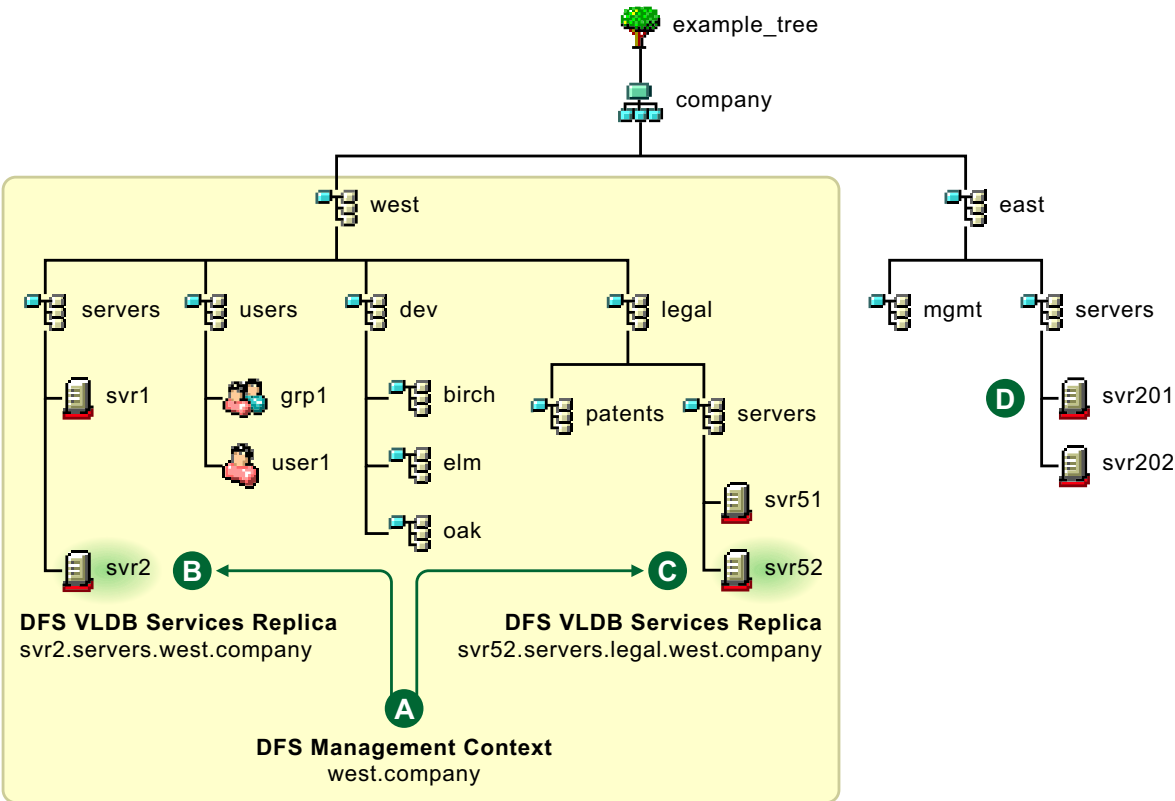 example_tree
company
west
east
servers
users
dev
legal
mgmt
servers
svr1
grp1
birch
patents
servers
D
svr201
user1
elm
svr202
svr51
oak
svr2
B
C
svr52
DFS VLDB Services Replica
svr2.servers.west.company
DFS VLDB Services Replica
svr52.servers.legal.west.company
A
DFS Management Context
west.company